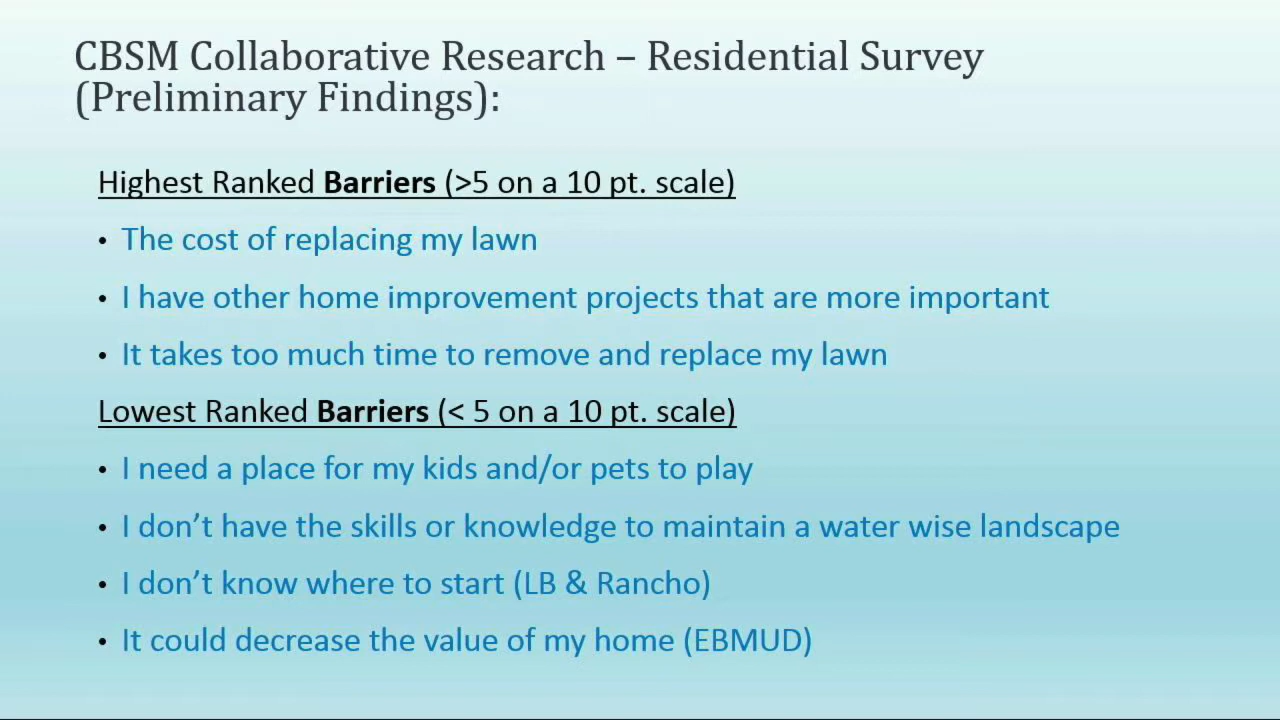 CBSM Collaborative Research – Residential Survey
(Preliminary Findings):
Highest Ranked Barriers (>5 on a 10 pt. scale)
• The cost of replacing my lawn
• I have other home improvement projects that are more important
• It takes too much time to remove and replace my lawn
Lowest Ranked Barriers (< 5 on a 10 pt. scale)
• I need a place for my kids and/or pets to play
• I don’t have the skills or knowledge to maintain a water wise landscape
• I don’t know where to start (LB & Rancho)
• It could decrease the value of my home (EBMUD)